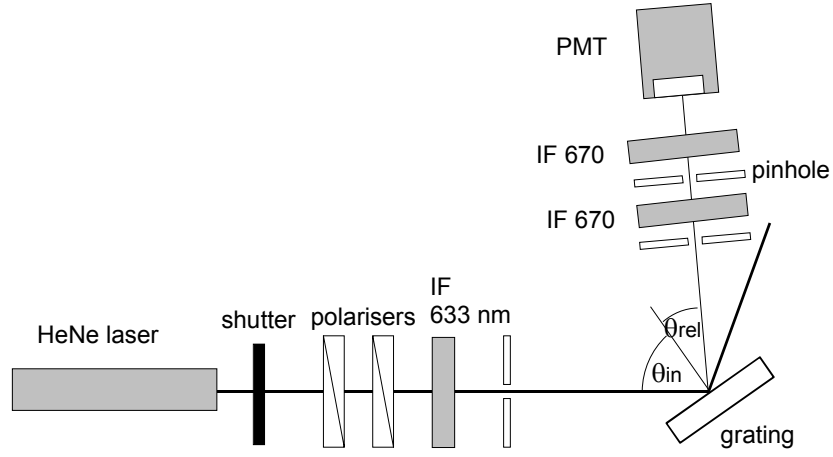 PMT
IF 670
pinhole
IF 670
IF
633 nm
shutter
polarisers
HeNe laser
θrel
θin
grating